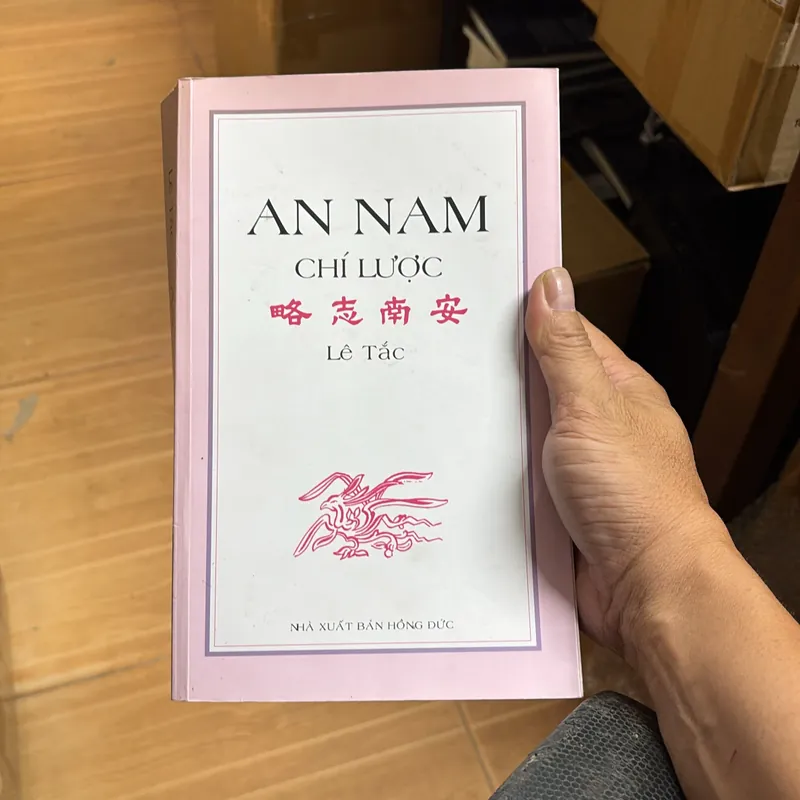 AN NAM
CHÍ LƯỢC
略志南安
Lê Tắc
NHÀ XUẤT BẢN HỒNG ĐỨC